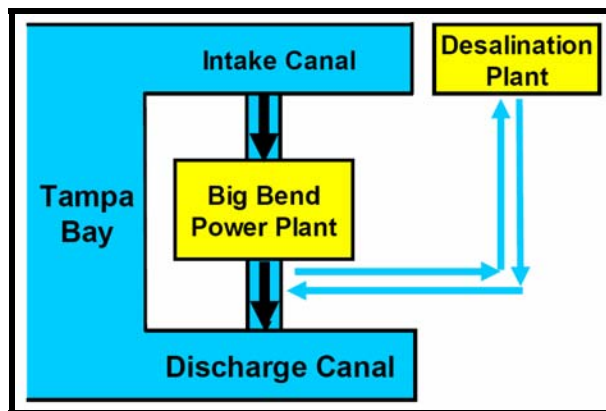 Intake Canal
Desalination
Plant
Tampa
Bay
Big Bend
Power Plant
Discharge Canal